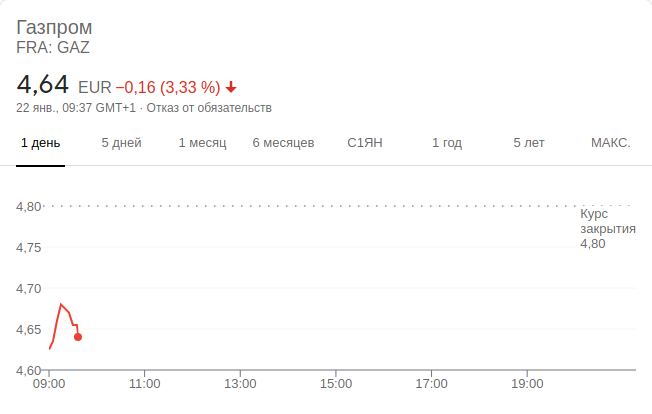 Газпром
FRA: GAZ
4,64 EUR −0,16 (3,33 %)
22 янв., 09:37 GMT+1 · Отказ от обязательств
1 день 5 дней 1 месяц 6 месяцев С1ЯН 1 год 5 лет МАКС.
4,80
Курс
закрытия
4,80
4,75
4,70
4,65
4,60
09:00 11:00 13:00 15:00 17:00 19:00